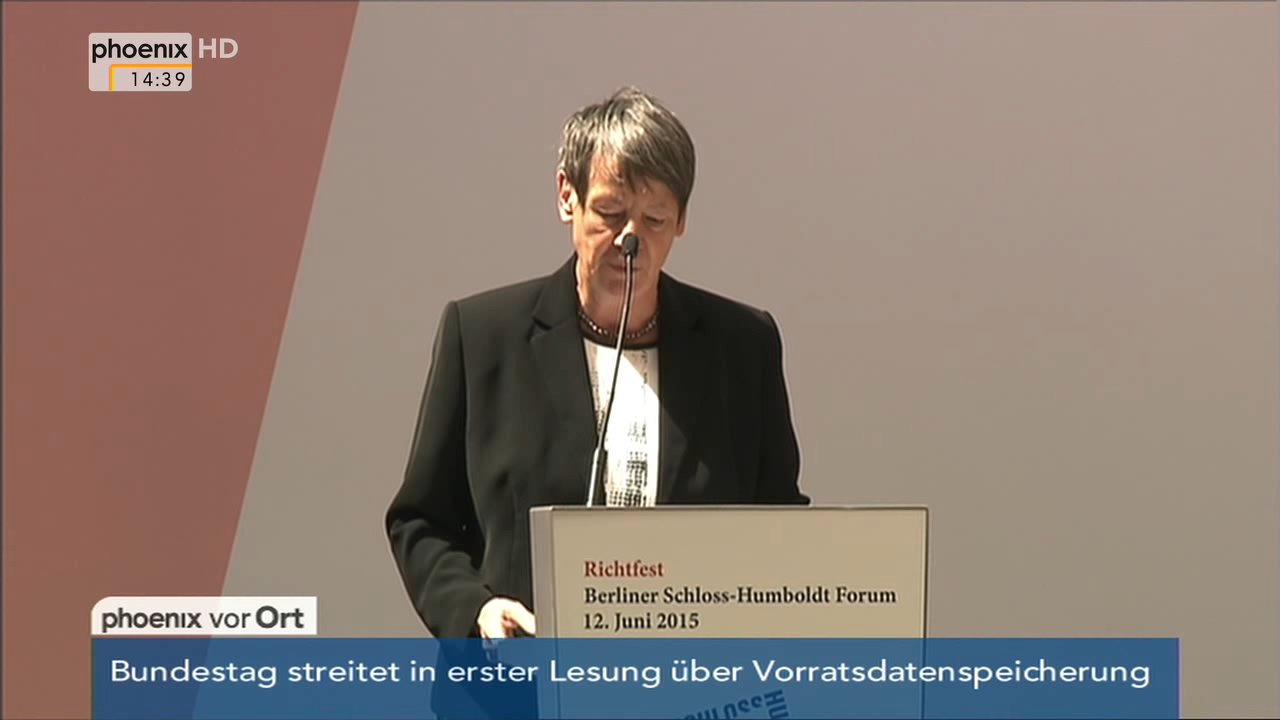 phoenix HD
14:39
Richtfest
Berliner Schloss-Humboldt Forum
12. Juni 2015
phoenix vor Ort
Bundestag streitet in erster Lesung über Vorratsdatenspeicherung